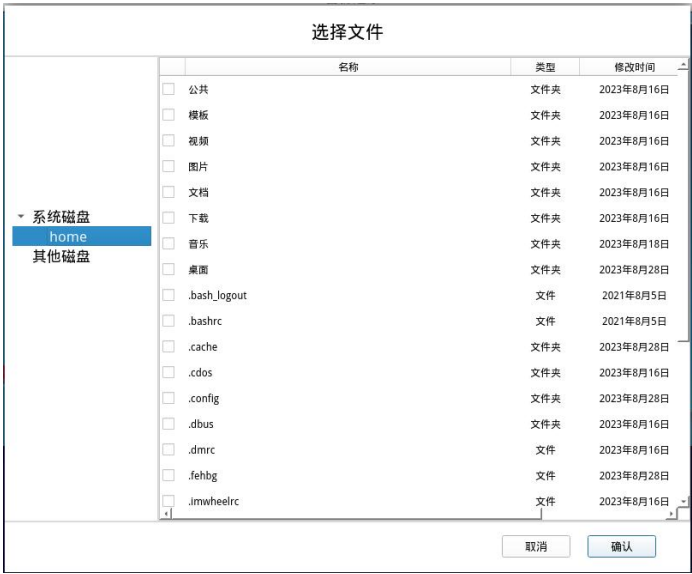 选择文件
系统磁盘
home
其他磁盘
名称 类型 修改时间
公共 文件夹 2023年8月16日
模板 文件夹 2023年8月16日
视频 文件夹 2023年8月16日
图片 文件夹 2023年8月16日
文档 文件夹 2023年8月16日
下载 文件夹 2023年8月16日
音乐 文件夹 2023年8月18日
桌面 文件夹 2023年8月28日
.bash_logout 文件 2021年8月5日
.bashrc 文件 2021年8月5日
.cache 文件夹 2023年8月28日
.cdos 文件夹 2023年8月16日
.config 文件夹 2023年8月28日
.dbus 文件夹 2023年8月16日
.dmrc 文件 2023年8月16日
.fehbg 文件 2023年8月28日
.imwheelrc 文件 2023年8月16日
取消 确认